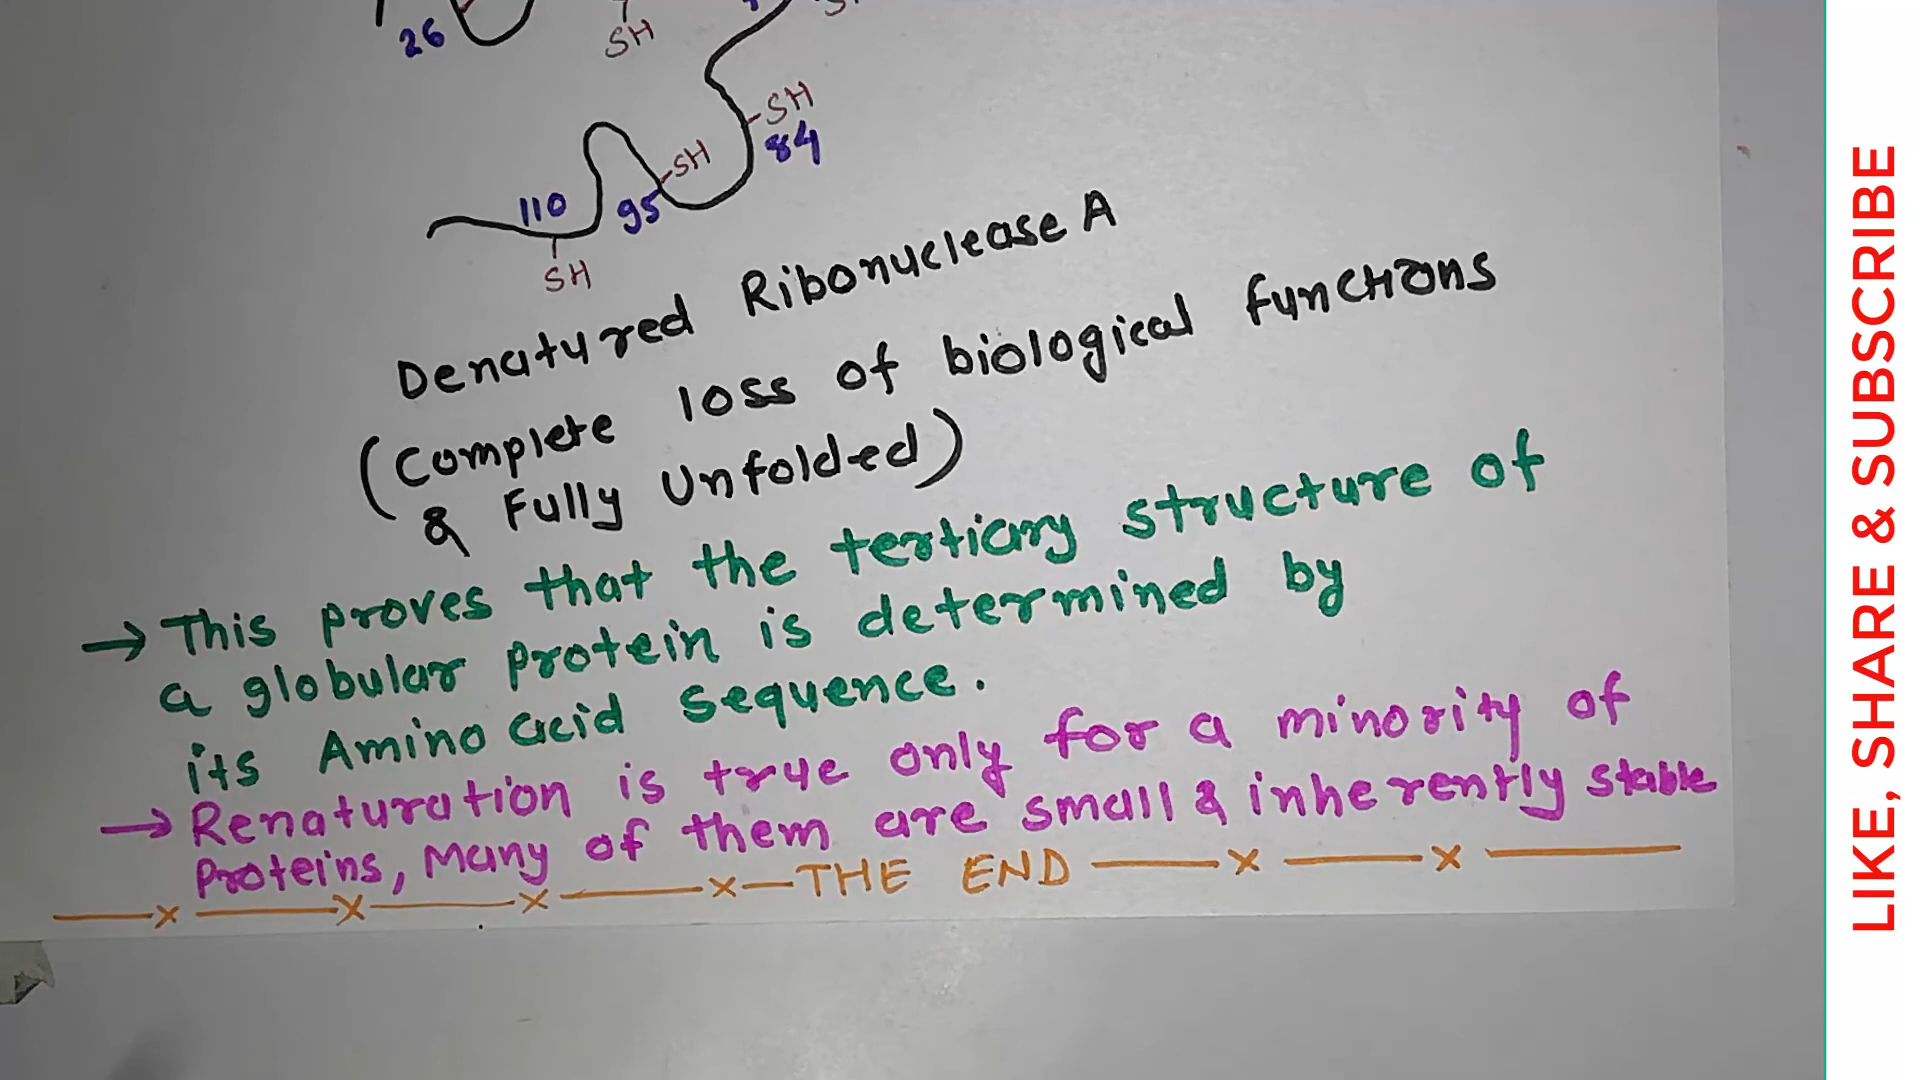 26
SH
SH
SH
84
SH
95
110
SH
Denatured Ribonuclease A
(Complete loss of biological functions
& Fully Unfolded)
→ This proves that the tertiary structure of
a globular protein is determined by
its Amino acid sequence.
→ Renaturation is true only for a minority of
Proteins, Many of them are small & inherently stable
THE END
LIKE, SHARE & SUBSCRIBE